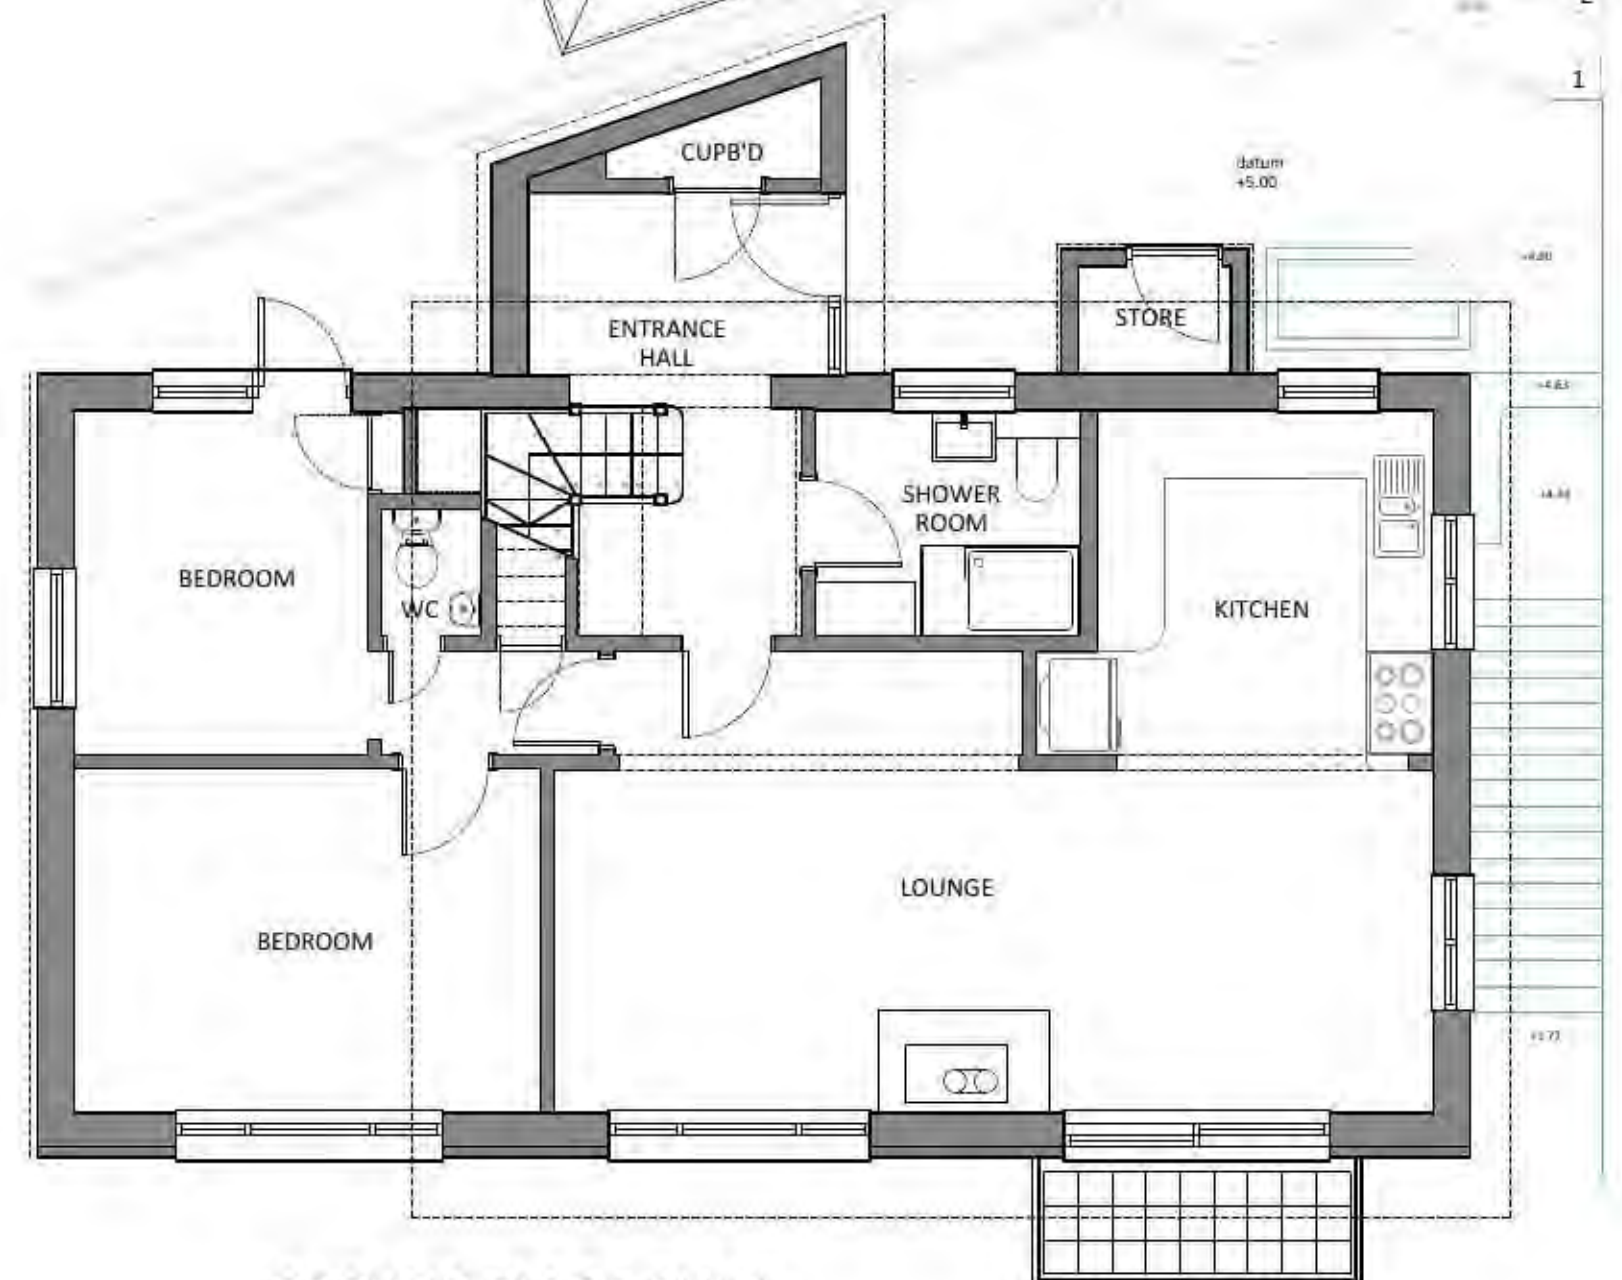 1
CUPB'D
datum
+5.00
STORE
ENTRANCE
HALL
SHOWER
ROOM
BEDROOM
WC
KITCHEN
LOUNGE
BEDROOM